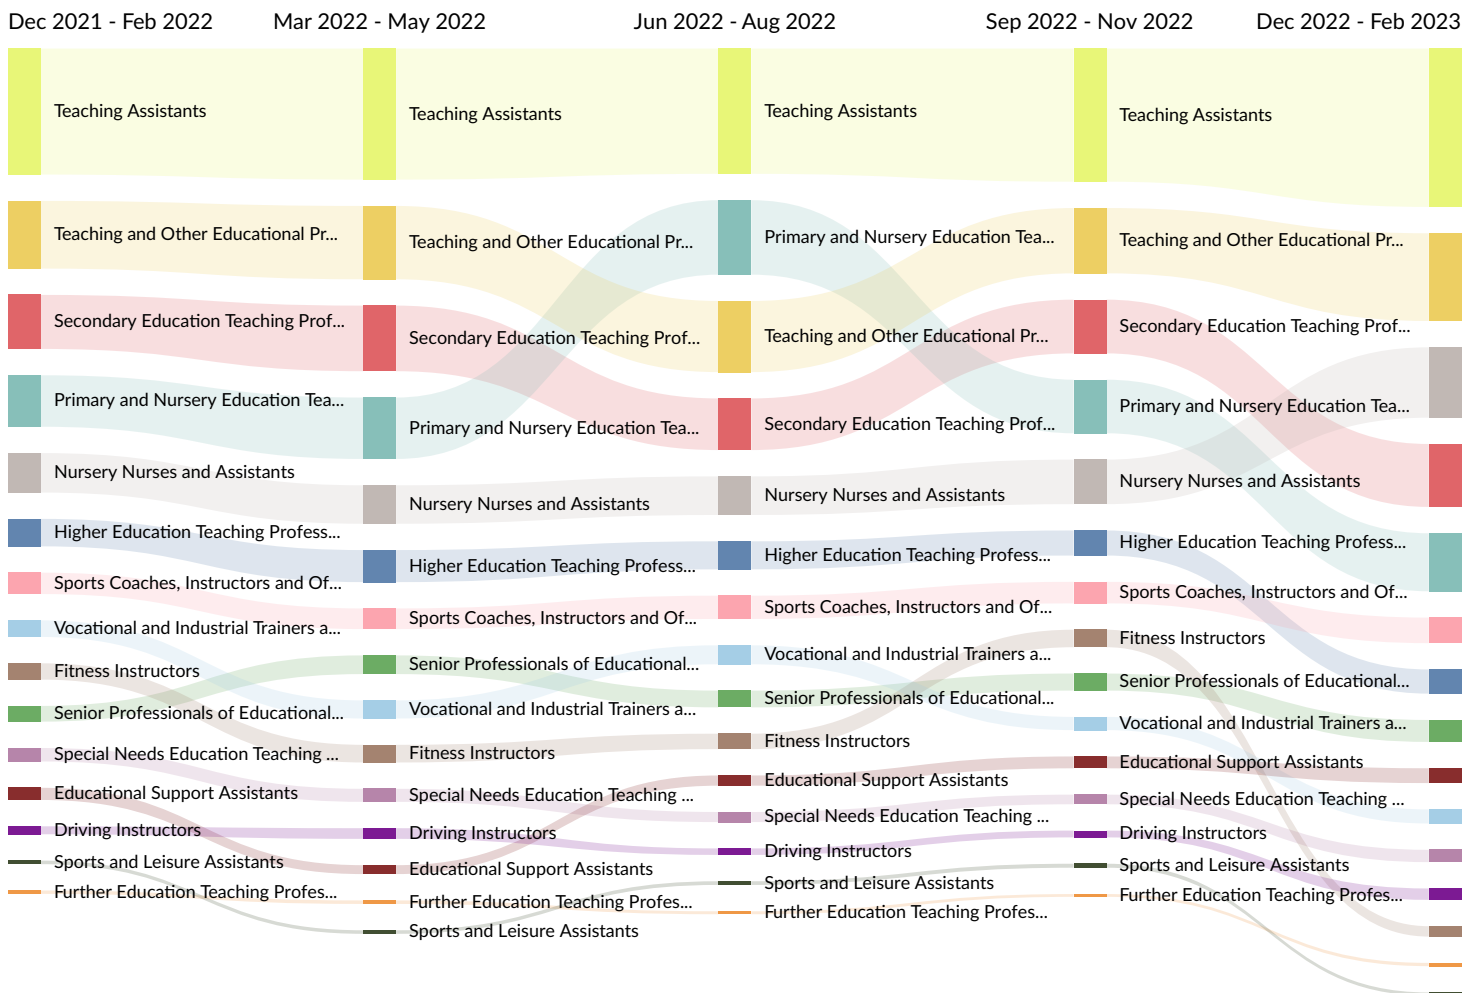 Dec 2021 - Feb 2022
Mar 2022 - May 2022
Jun 2022 - Aug 2022
Sep 2022 - Nov 2022
Dec 2022 - Feb 2023
Teaching Assistants
Teaching and Other Educational Pr...
Secondary Education Teaching Prof...
Primary and Nursery Education Tea...
Nursery Nurses and Assistants
Higher Education Teaching Profess...
Sports Coaches, Instructors and Of...
Vocational and Industrial Trainers a...
Fitness Instructors
Senior Professionals of Educational...
Special Needs Education Teaching ...
Educational Support Assistants
Driving Instructors
Sports and Leisure Assistants
Further Education Teaching Profes...
Teaching Assistants
Teaching and Other Educational Pr...
Secondary Education Teaching Prof...
Primary and Nursery Education Tea...
Nursery Nurses and Assistants
Higher Education Teaching Profess...
Sports Coaches, Instructors and Of...
Senior Professionals of Educational...
Vocational and Industrial Trainers a...
Fitness Instructors
Special Needs Education Teaching ...
Driving Instructors
Educational Support Assistants
Further Education Teaching Profes...
Sports and Leisure Assistants
Teaching Assistants
Primary and Nursery Education Tea...
Teaching and Other Educational Pr...
Secondary Education Teaching Prof...
Nursery Nurses and Assistants
Higher Education Teaching Profess...
Sports Coaches, Instructors and Of...
Vocational and Industrial Trainers a...
Senior Professionals of Educational...
Fitness Instructors
Educational Support Assistants
Special Needs Education Teaching ...
Driving Instructors
Sports and Leisure Assistants
Further Education Teaching Profes...
Teaching Assistants
Teaching and Other Educational Pr...
Secondary Education Teaching Prof...
Primary and Nursery Education Tea...
Nursery Nurses and Assistants
Higher Education Teaching Profess...
Sports Coaches, Instructors and Of...
Fitness Instructors
Senior Professionals of Educational...
Vocational and Industrial Trainers a...
Educational Support Assistants
Special Needs Education Teaching ...
Driving Instructors
Sports and Leisure Assistants
Further Education Teaching Profes...